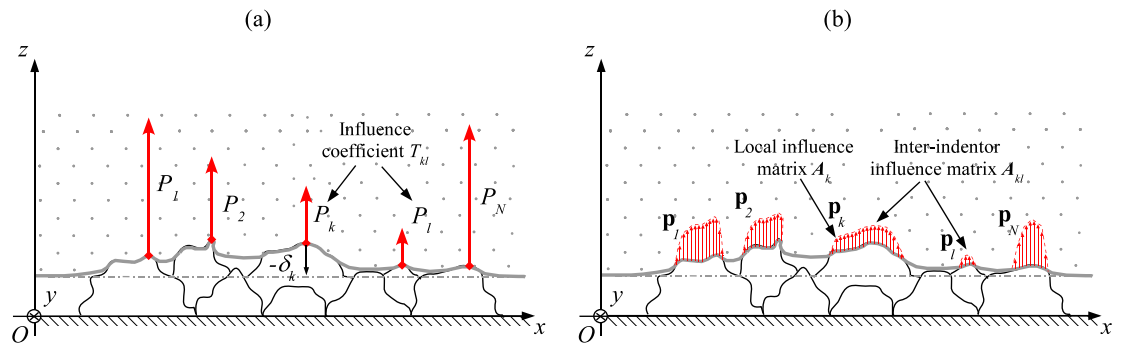 (a)
z
Influence
coefficient T_kl
P_1
P_2
P_k
P_l
P_N
-δ_k
y
O
x
(b)
z
Local influence
matrix A_k
Inter-indentor
influence matrix A_kl
p_1
p_2
p_k
p_l
p_N
y
O
x